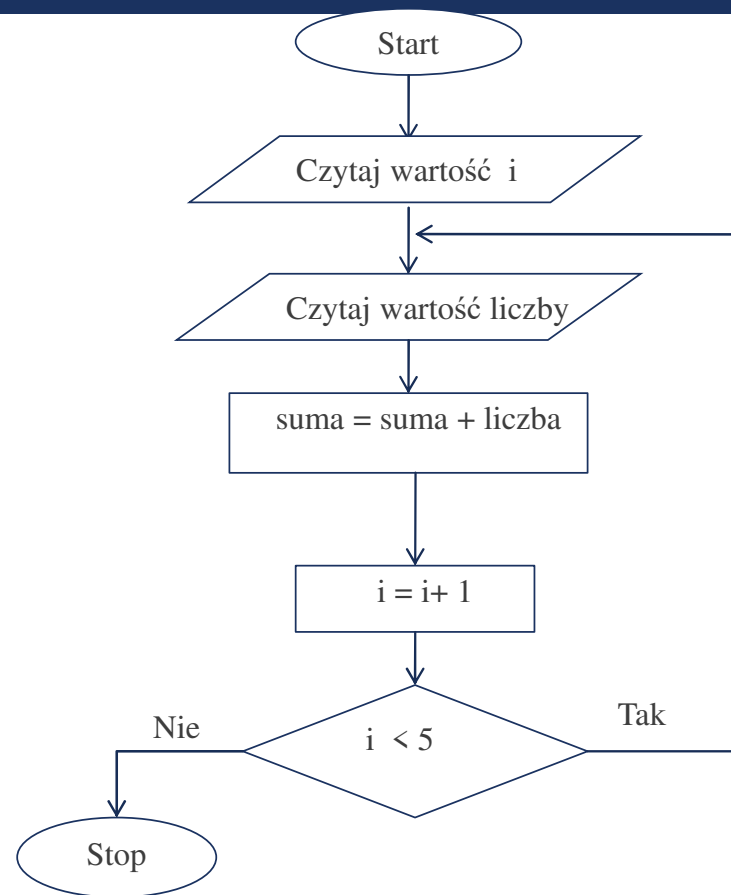 Start
Czytaj wartość i
Czytaj wartość liczby
suma = suma + liczba
i = i+ 1
i < 5
Nie
Tak
Stop